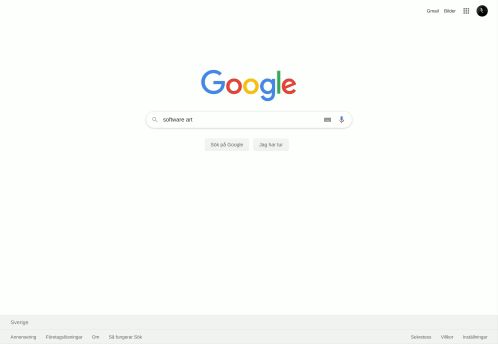 Gmail Bilder
Google
software art
Sök på Google Jag har tur
Sverige
Annonsering Företagslösningar Om Så fungerar Sök Sekretess Villkor Inställningar